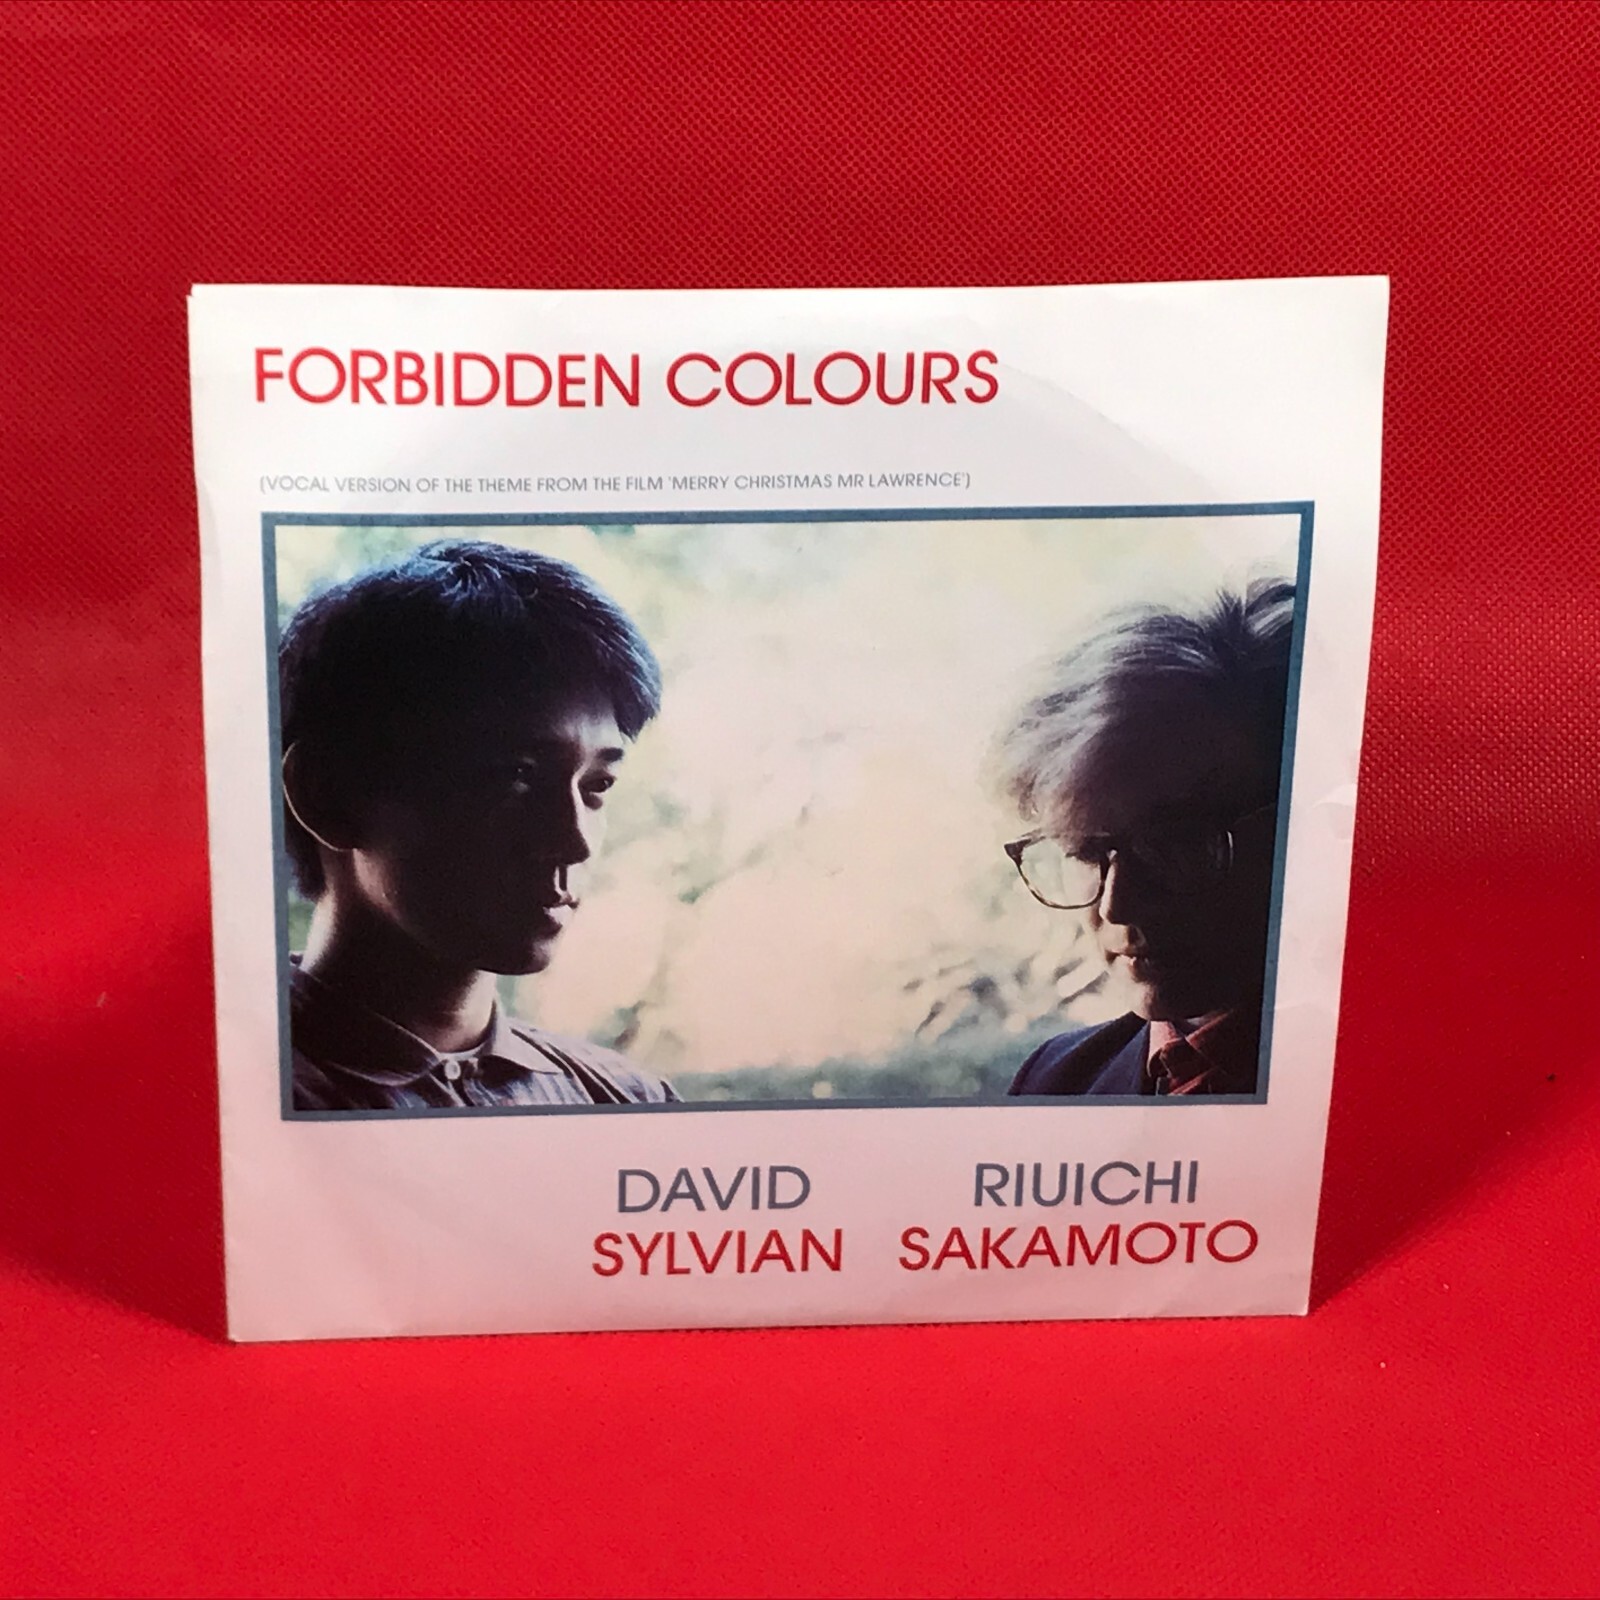 FORBIDDEN COLOURS
(VOCAL VERSION OF THE THEME FROM THE FILM 'MERRY CHRISTMAS MR LAWRENCE')
DAVID
SYLVIAN
RIUICHI
SAKAMOTO